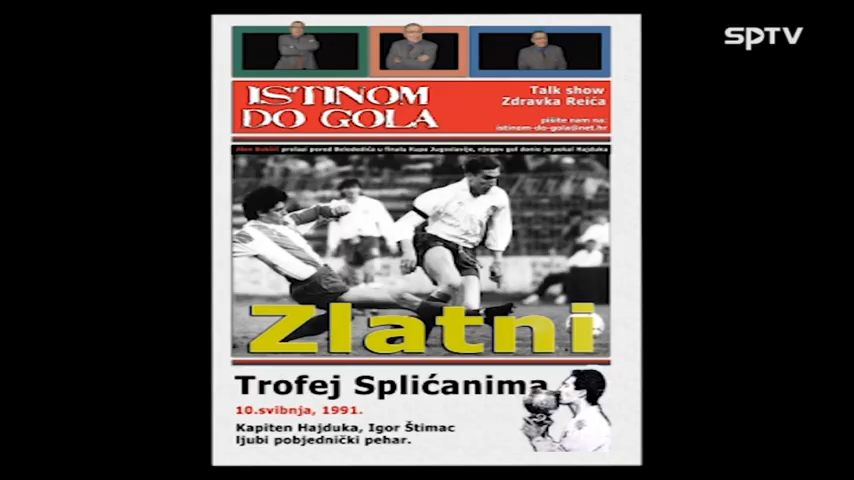 SPTV
ISTINOM
DO GOLA
Talk show
Zdravka Reića
pišite nam na:
istinom-do-gola@net.hr
Alen Bokšić prolazi pored Belodedića u finalu Kupa Jugoslavije, njegov gol donio je pehar Hajduku
Zlatni
Trofej Splićanima
10.svibnja, 1991.
Kapiten Hajduka, Igor Štimac
ljubi pobjednički pehar.